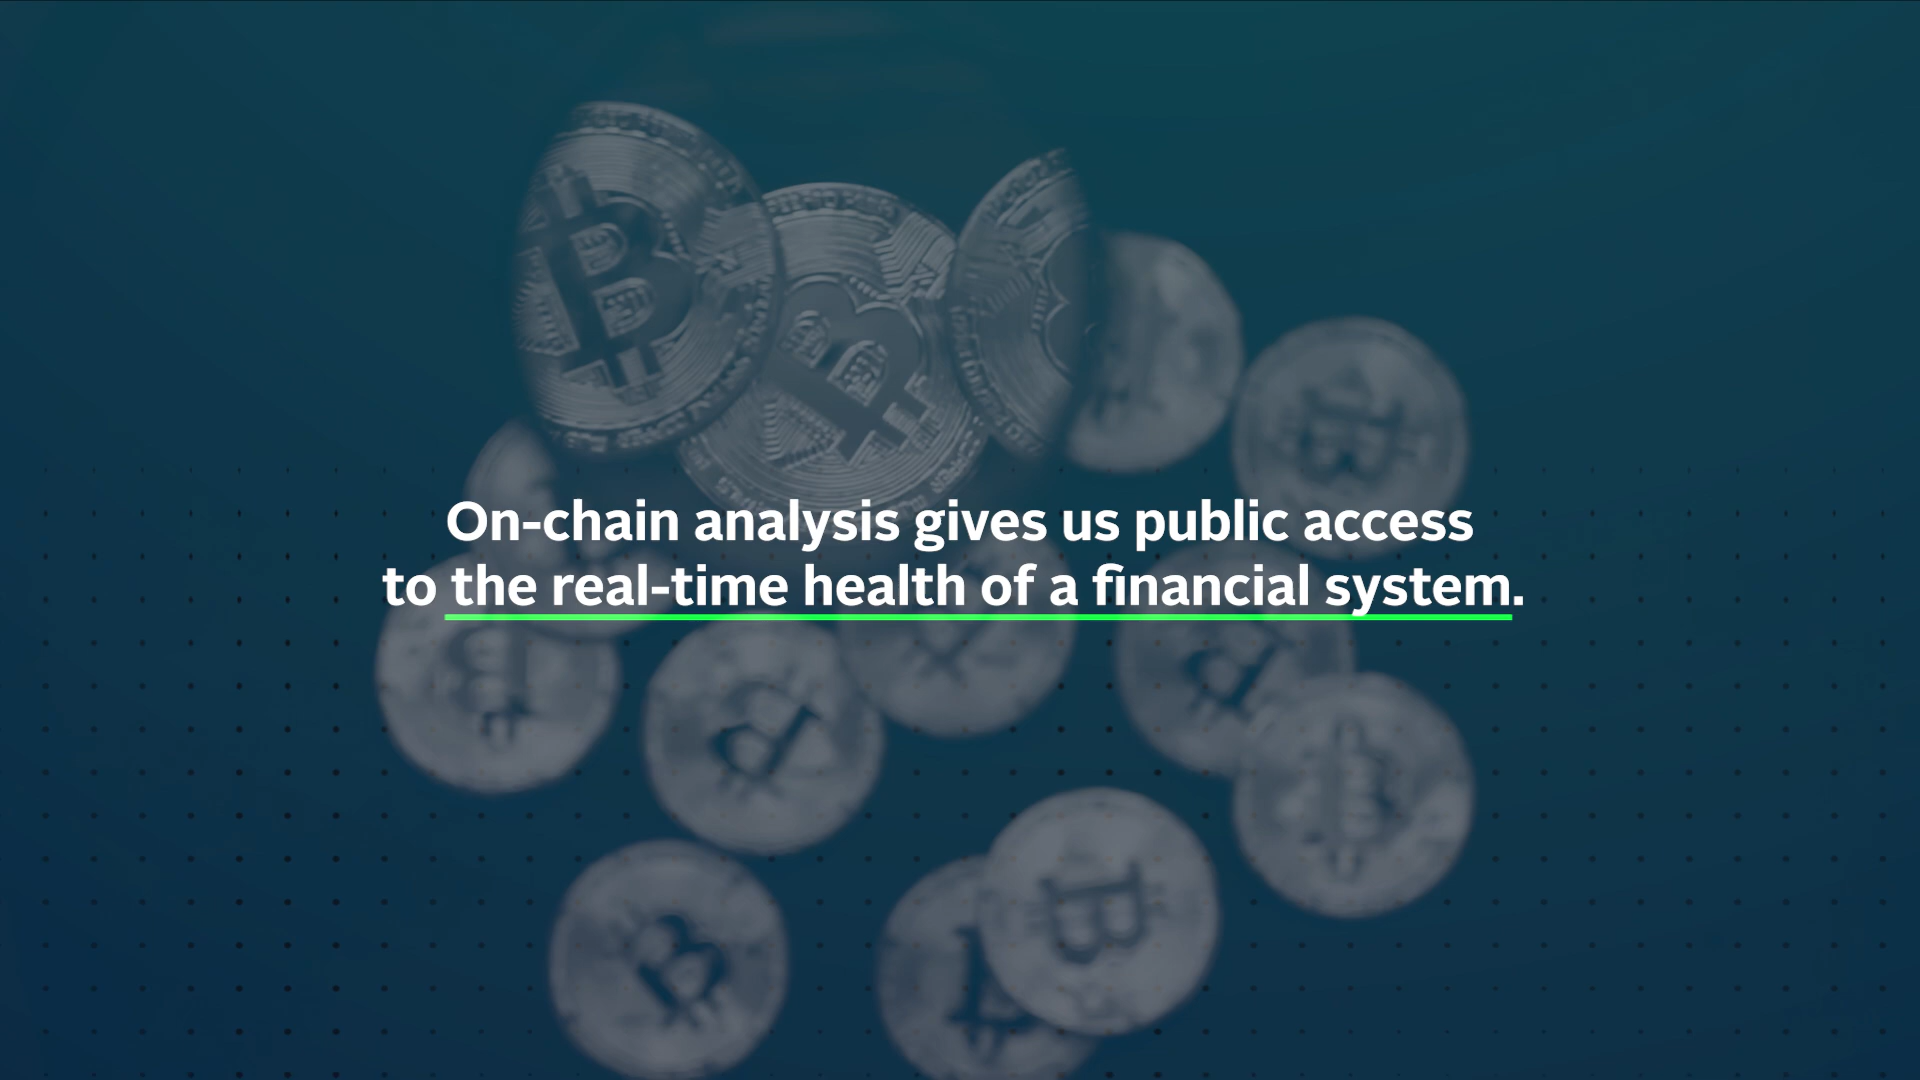 On-chain analysis gives us public access
to the real-time health of a financial system.